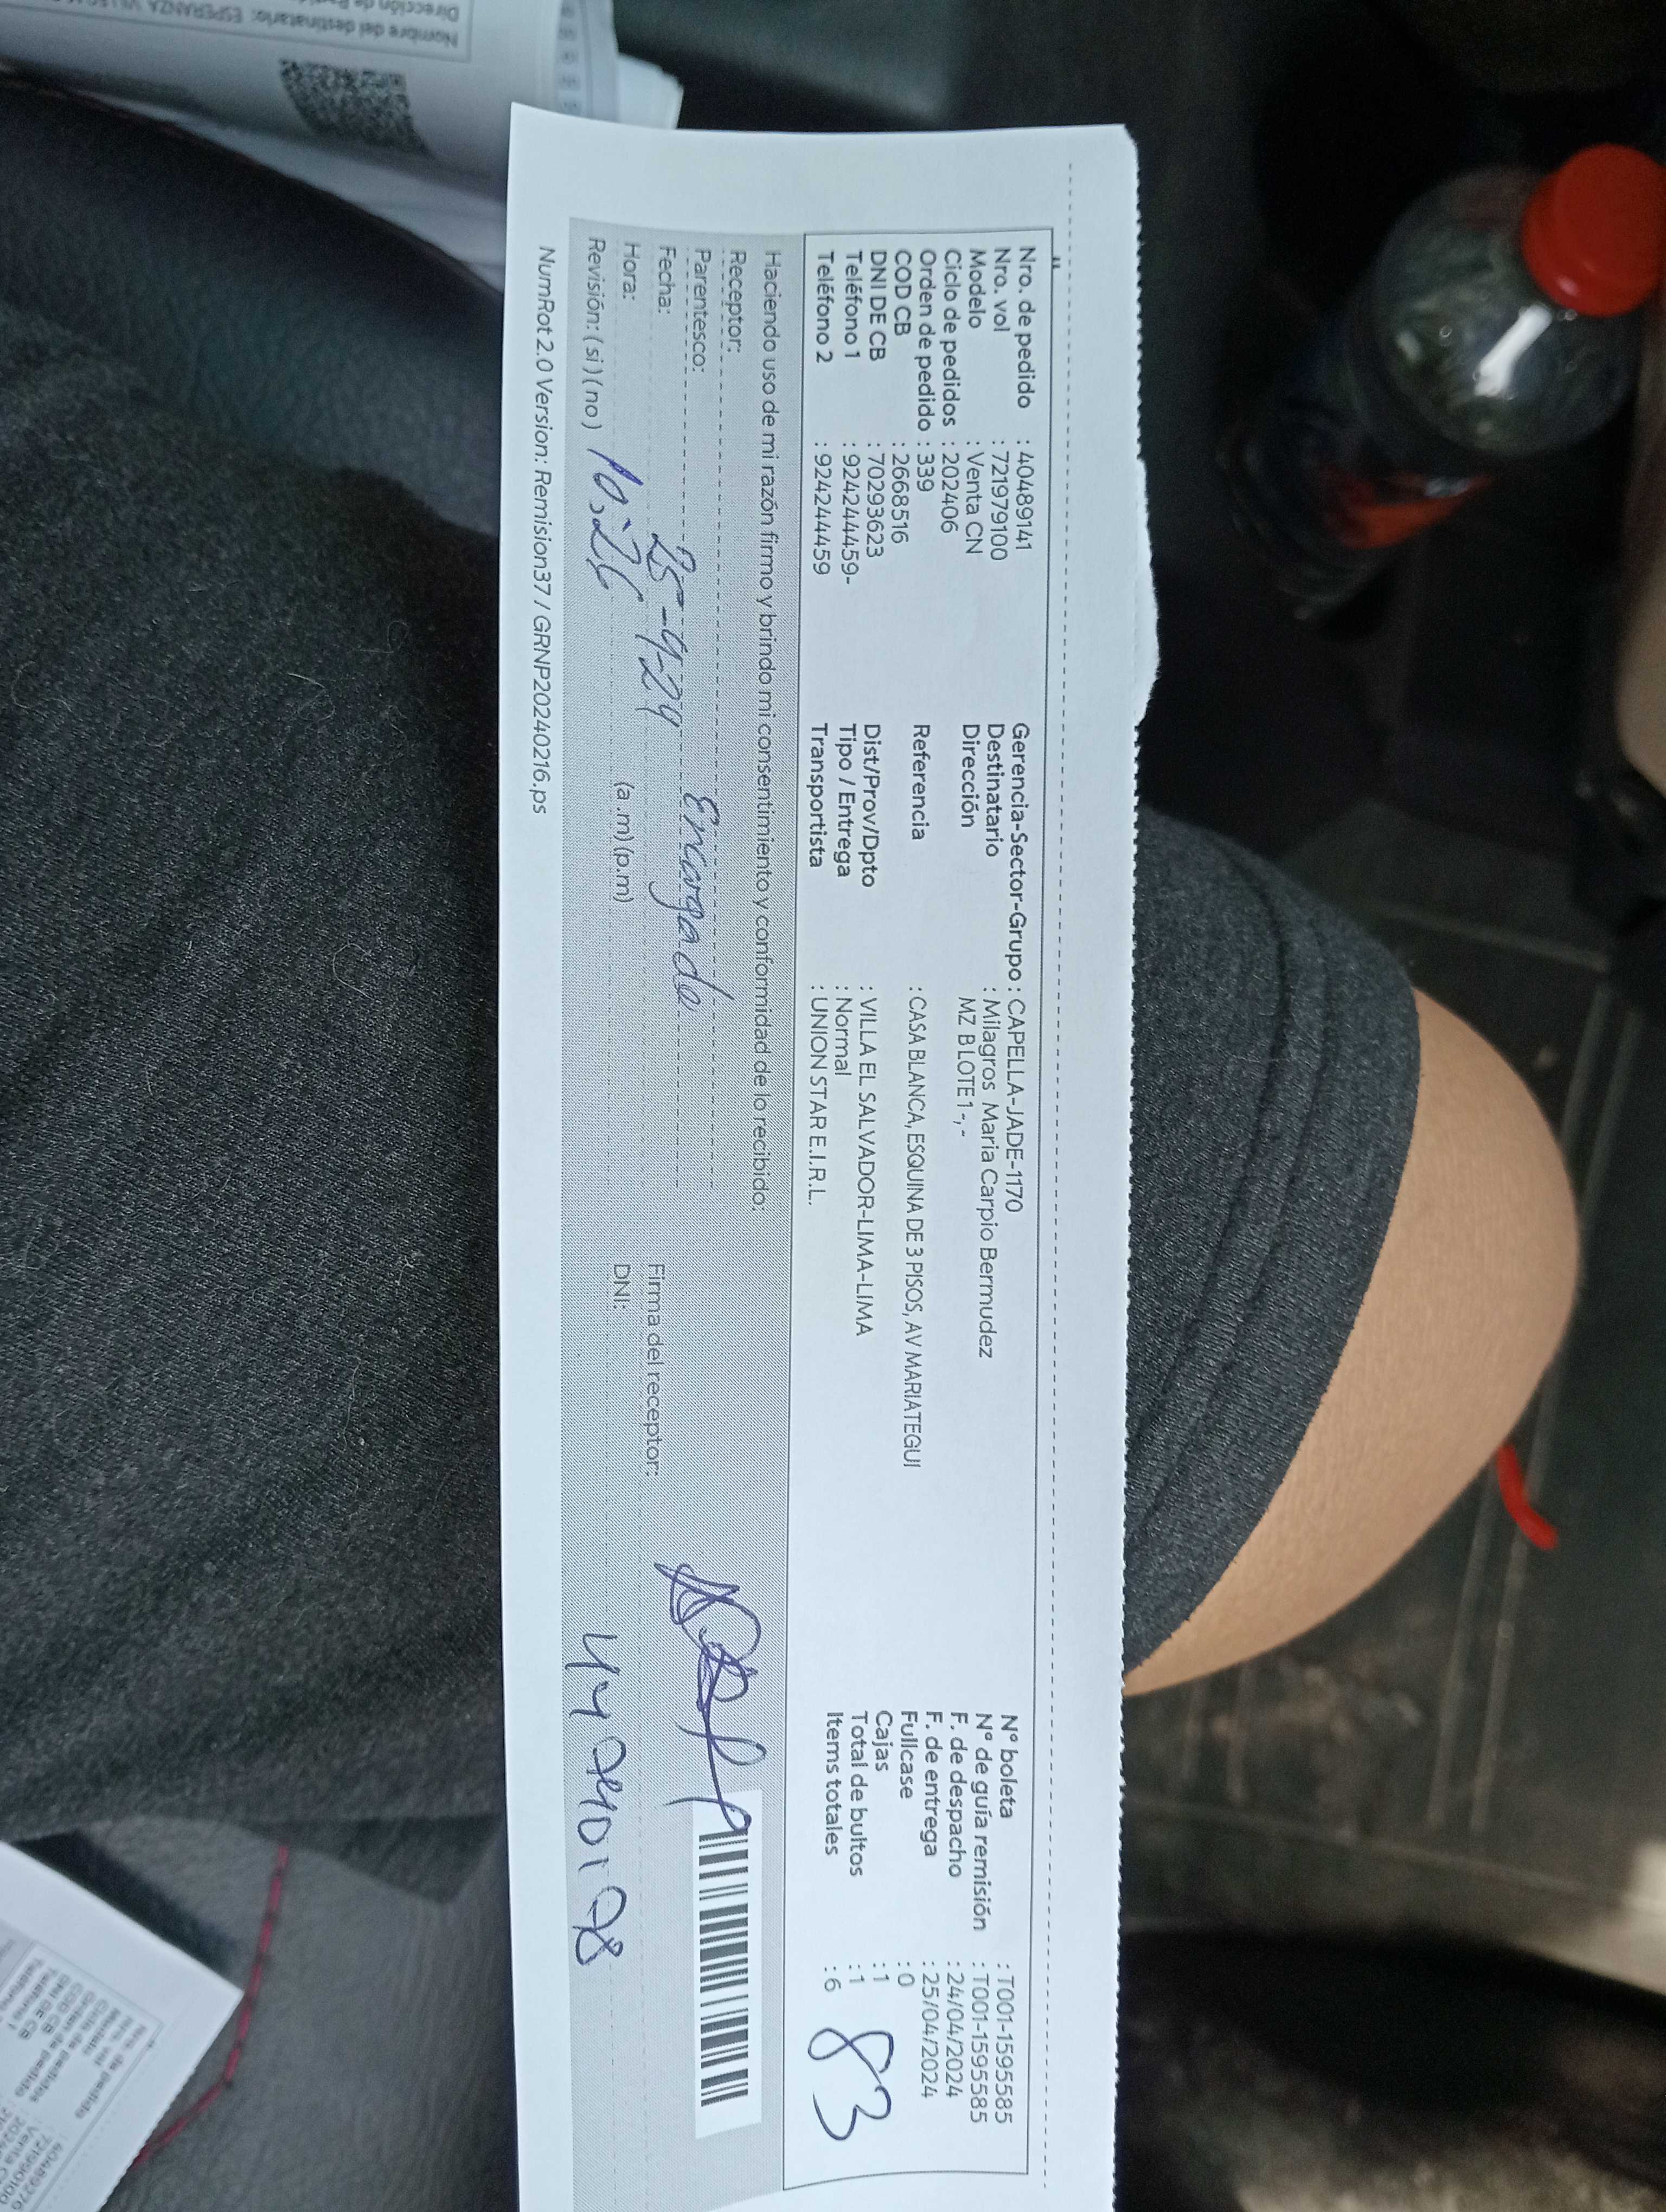 Nro. de pedido : 40489141
Nro. vol : 721979100
Modelo : Venta CN
Ciclo de pedidos : 202406
Orden de pedido : 339
COD CB : 2668516
DNI DE CB : 70293623
Teléfono 1 : 924244459-
Teléfono 2 : 924244459
Gerencia-Sector-Grupo : CAPELLA-JADE-1170
Destinatario : Milagros Maria Carpio Bermudez
Dirección MZ B LOTE 1 -, -
Referencia : CASA BLANCA, ESQUINA DE 3 PISOS, AV MARIATEGUI
Dist/Prov/Dpto : VILLA EL SALVADOR-LIMA-LIMA
Tipo / Entrega : Normal
Transportista : UNION STAR E.I.R.L.
N° boleta : T001-1595585
N° de guía remisión : T001-1595585
F. de despacho : 24/04/2024
F. de entrega : 25/04/2024
Fullcase : 0
Cajas : 1
Total de bultos : 1
Items totales : 6
83
Haciendo uso de mi razón firmo y brindo mi consentimiento y conformidad de lo recibido:
Receptor:
Parentesco: Encargado
Fecha: 25-4-24
Hora: 10:26 (a.m) (p.m)
Revisión: (si) (no)
Firma del receptor:
DNI:
NumRot 2.0 Version: Remision37 / GRNP20240216.ps
Nombre del destinatario: ESPERANZA